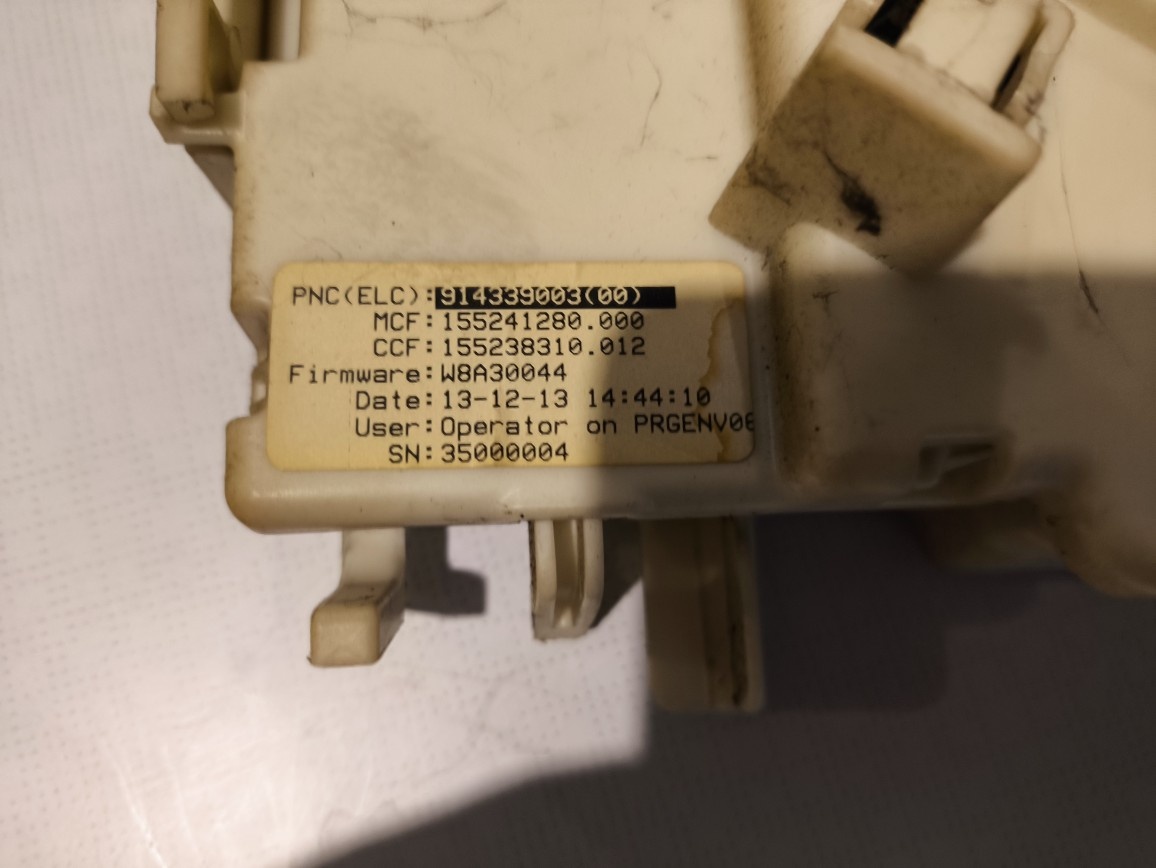 PNC(ELC):914339003(00)
MCF:155241280.000
CCF:155238310.012
Firmware:W8A30044
Date:13-12-13 14:44:10
User:Operator on PRGENV06
SN:35000004